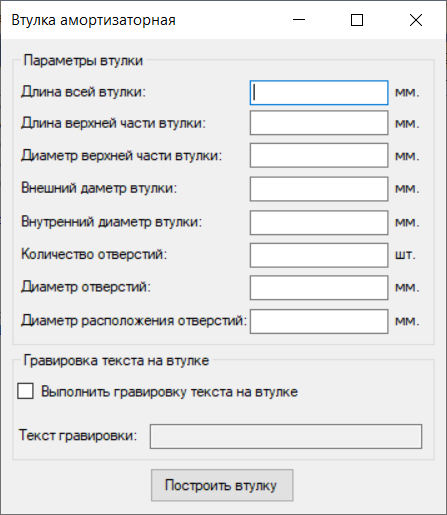 Втулка амортизаторная
Параметры втулки
Длина всей втулки: мм.
Длина верхней части втулки: мм.
Диаметр верхней части втулки: мм.
Внешний даметр втулки: мм.
Внутренний диаметр втулки: мм.
Количество отверстий: шт.
Диаметр отверстий: мм.
Диаметр расположения отверстий: мм.
Гравировка текста на втулке
Выполнить гравировку текста на втулке
Текст гравировки:
Построить втулку